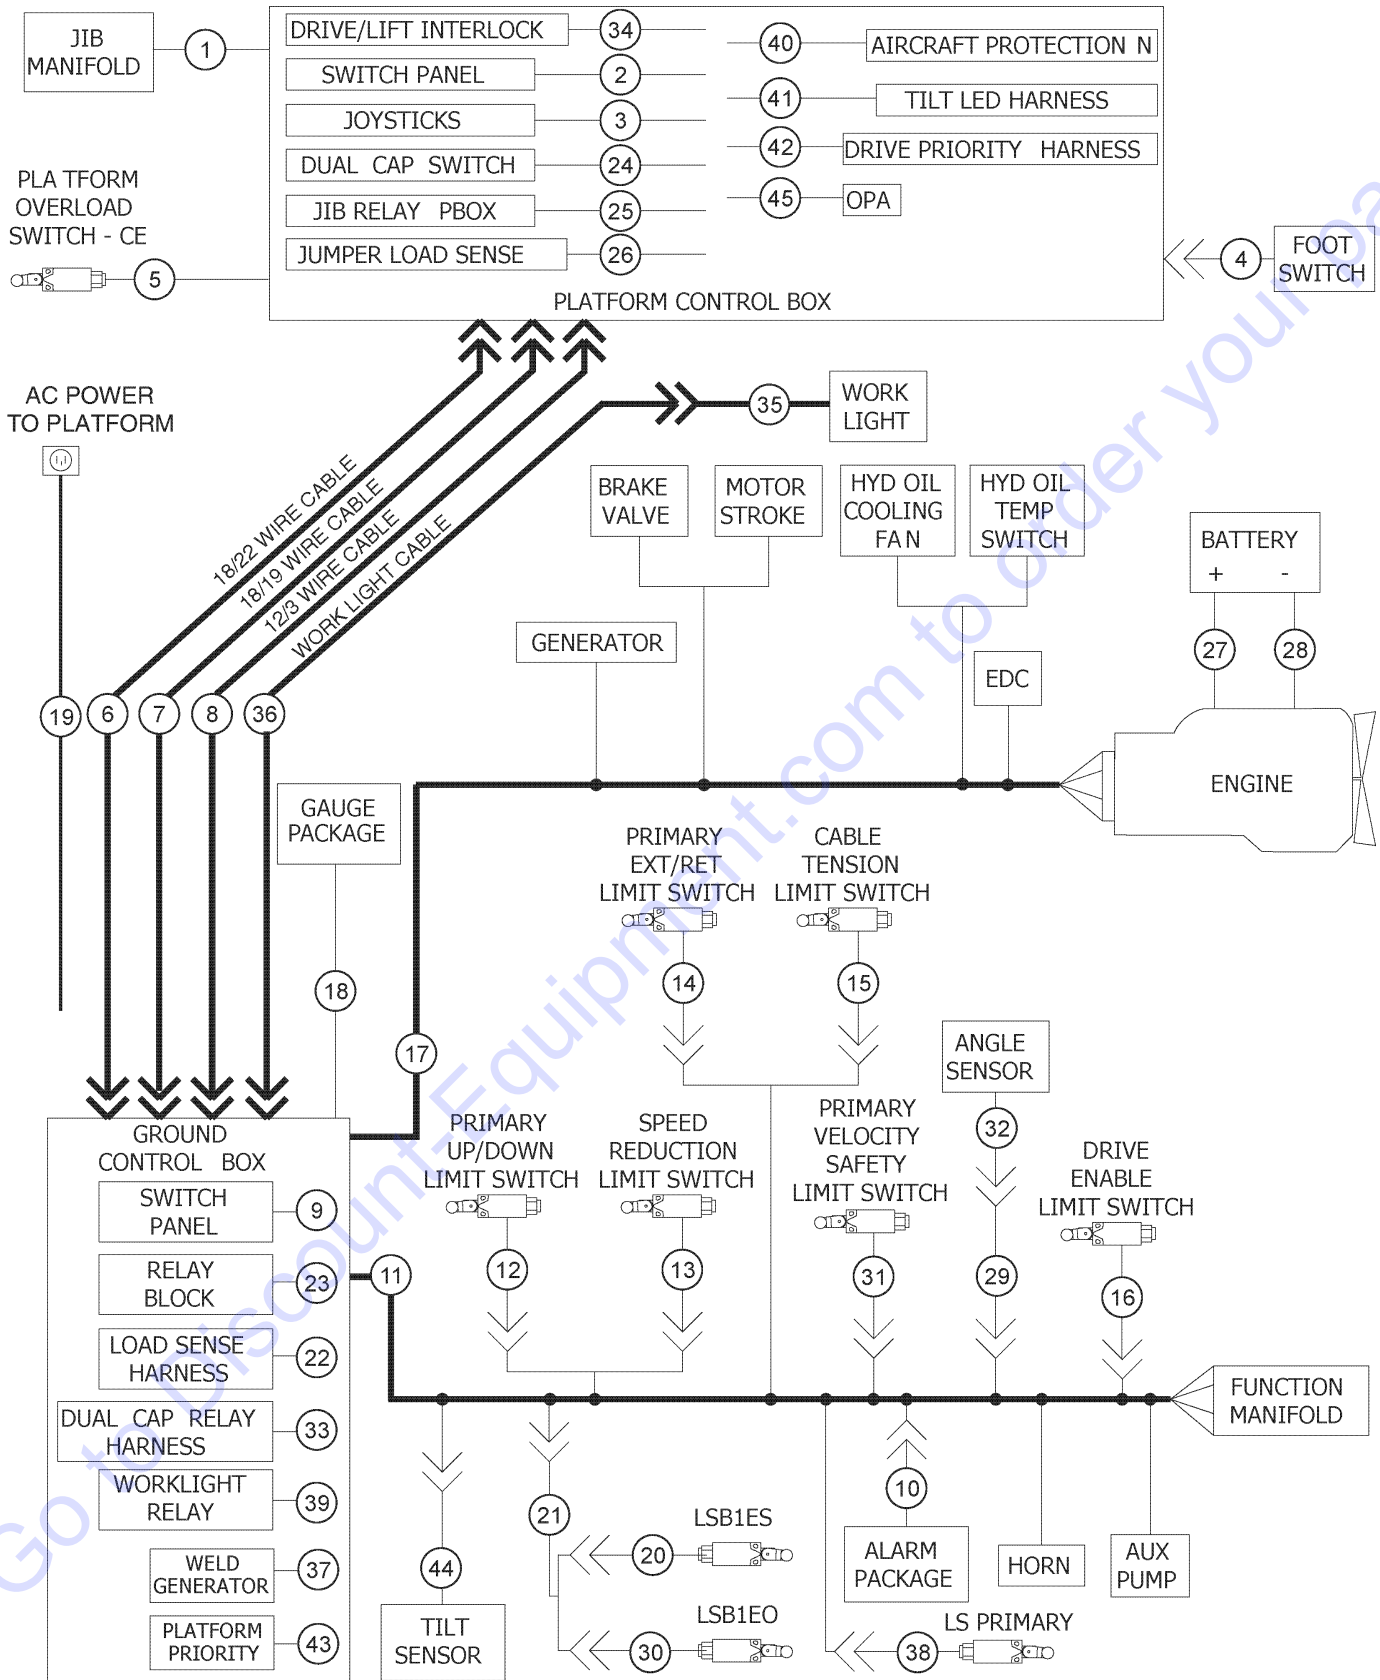 JIB
MANIFOLD
1
DRIVE/LIFT INTERLOCK
34
SWITCH PANEL
2
JOYSTICKS
3
DUAL CAP SWITCH
24
JIB RELAY PBOX
25
JUMPER LOAD SENSE
26
40
AIRCRAFT PROTECTION N
41
TILT LED HARNESS
42
DRIVE PRIORITY HARNESS
45
OPA
PLATFORM CONTROL BOX
PLA TFORM
OVERLOAD
SWITCH - CE
5
4
FOOT
SWITCH
AC POWER
TO PLATFORM
18/22 WIRE CABLE
18/19 WIRE CABLE
12/3 WIRE CABLE
WORK LIGHT CABLE
35
WORK
LIGHT
19
6
7
8
36
BRAKE
VALVE
MOTOR
STROKE
HYD OIL
COOLING
FA N
HYD OIL
TEMP
SWITCH
BATTERY
+ -
27
28
GENERATOR
EDC
ENGINE
GAUGE
PACKAGE
18
17
PRIMARY
EXT/RET
LIMIT SWITCH
14
CABLE
TENSION
LIMIT SWITCH
15
ANGLE
SENSOR
32
29
GROUND
CONTROL BOX
SWITCH
PANEL
9
RELAY
BLOCK
23
LOAD SENSE
HARNESS
22
DUAL CAP RELAY
HARNESS
33
WORKLIGHT
RELAY
39
WELD
GENERATOR
37
PLATFORM
PRIORITY
43
11
PRIMARY
UP/DOWN
LIMIT SWITCH
12
SPEED
REDUCTION
LIMIT SWITCH
13
PRIMARY
VELOCITY
SAFETY
LIMIT SWITCH
31
DRIVE
ENABLE
LIMIT SWITCH
16
FUNCTION
MANIFOLD
44
TILT
SENSOR
21
20
LSB1ES
30
LSB1EO
10
ALARM
PACKAGE
HORN
AUX
PUMP
38
LS PRIMARY
Go to Discount-Equipment.com to order your pa